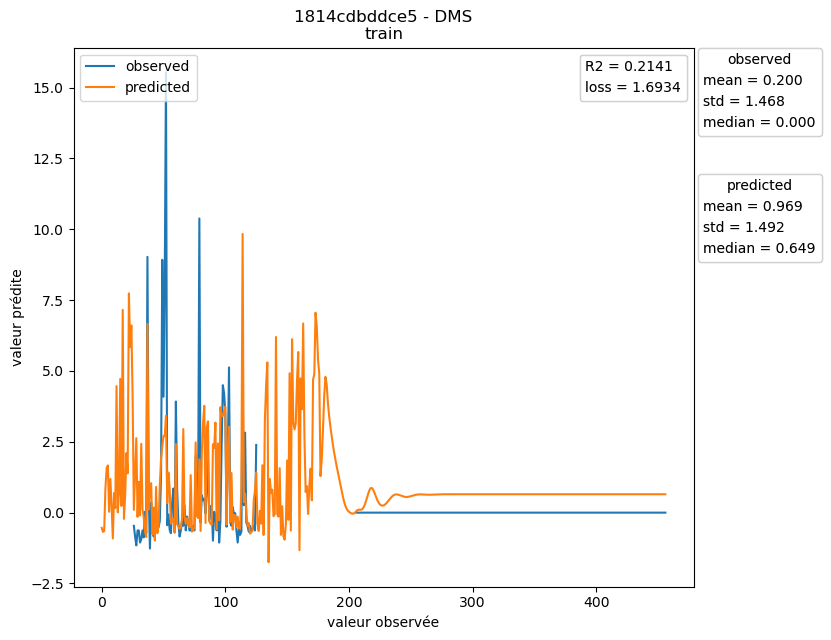 1814cdbddce5 - DMS
train
observed
predicted
R2 = 0.2141
loss = 1.6934
observed
mean = 0.200
std = 1.468
median = 0.000
predicted
mean = 0.969
std = 1.492
median = 0.649
valeur prédite
15.0
12.5
10.0
7.5
5.0
2.5
0.0
−2.5
0
100
200
300
400
valeur observée